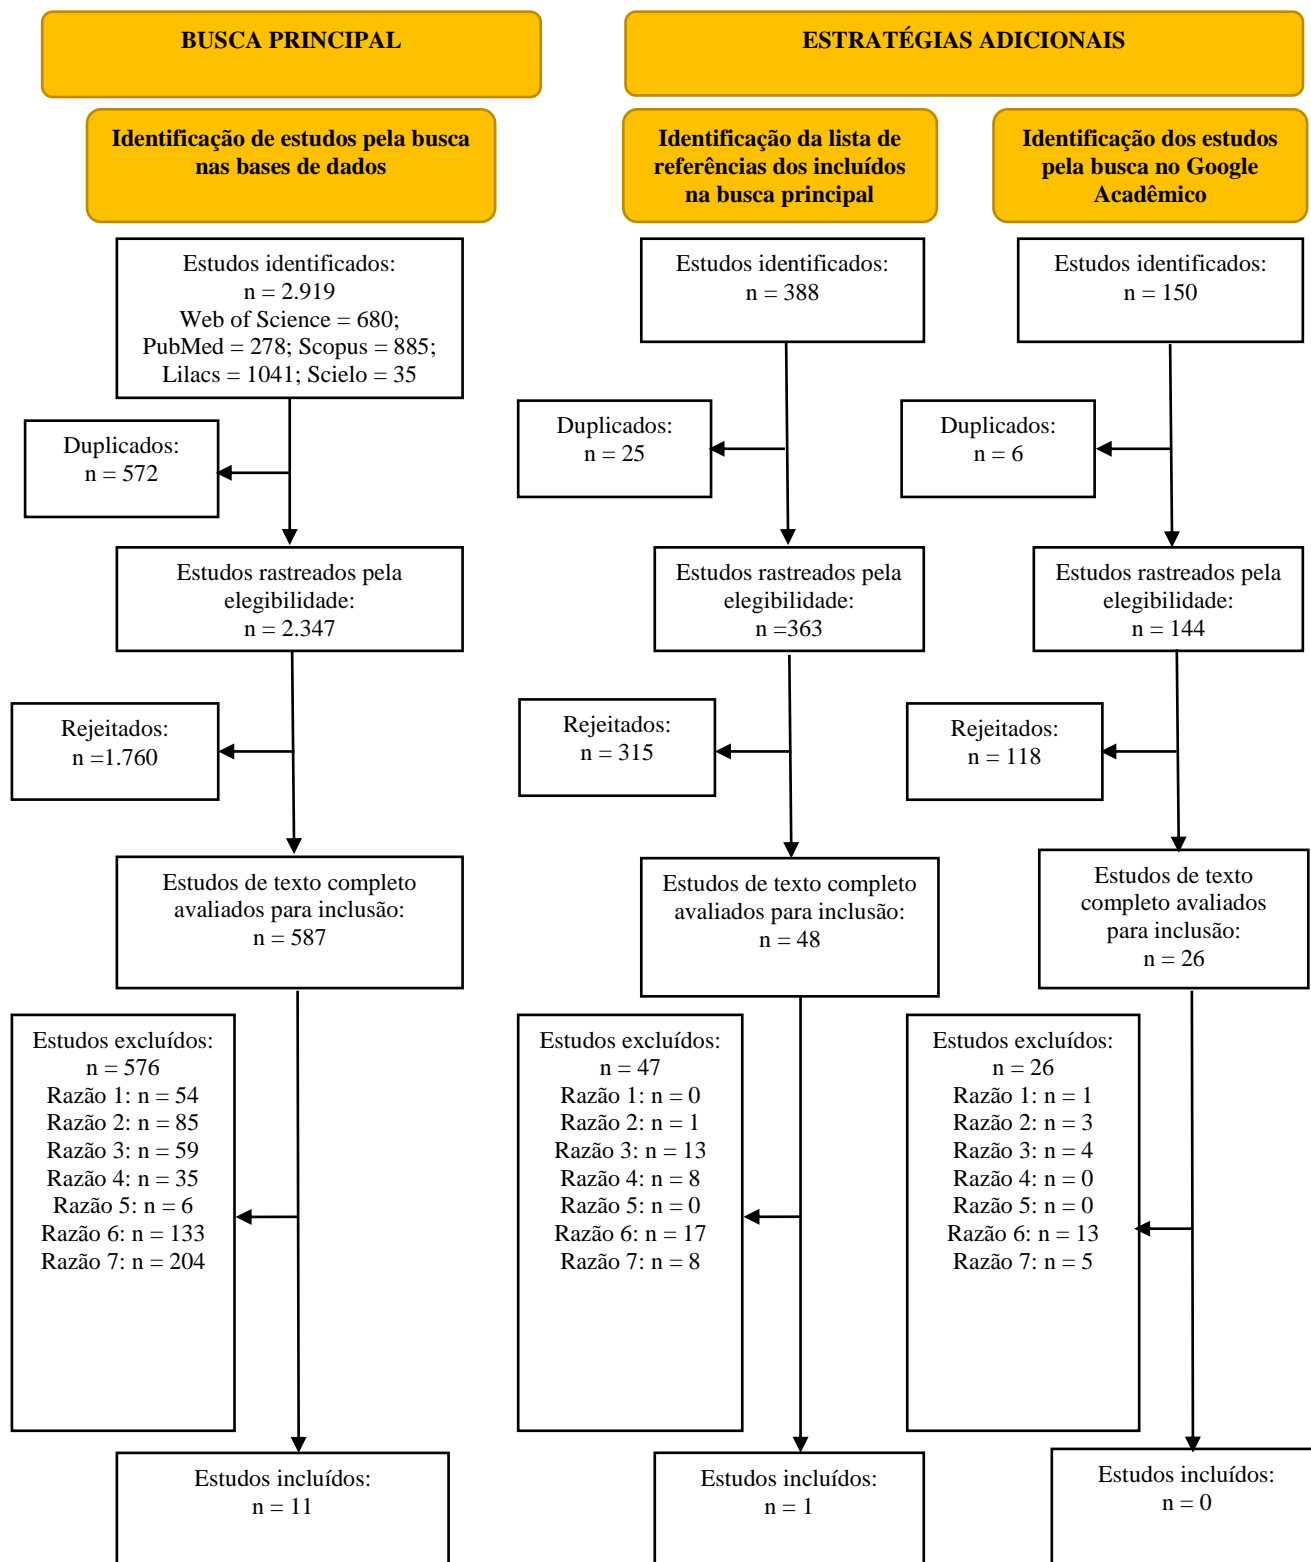 BUSCA PRINCIPAL
ESTRATÉGIAS ADICIONAIS
Identificação de estudos pela busca
nas bases de dados
Identificação da lista de
referências dos incluídos
na busca principal
Identificação dos estudos
pela busca no Google
Acadêmico
Estudos identificados:
n = 2.919
Web of Science = 680;
PubMed = 278; Scopus = 885;
Lilacs = 1041; Scielo = 35
Estudos identificados:
n = 388
Estudos identificados:
n = 150
Duplicados:
n = 572
Duplicados:
n = 25
Duplicados:
n = 6
Estudos rastreados pela
elegibilidade:
n = 2.347
Estudos rastreados pela
elegibilidade:
n =363
Estudos rastreados pela
elegibilidade:
n = 144
Rejeitados:
n =1.760
Rejeitados:
n = 315
Rejeitados:
n = 118
Estudos de texto completo
avaliados para inclusão:
n = 587
Estudos de texto completo
avaliados para inclusão:
n = 48
Estudos de texto
completo avaliados
para inclusão:
n = 26
Estudos excluídos:
n = 576
Razão 1: n = 54
Razão 2: n = 85
Razão 3: n = 59
Razão 4: n = 35
Razão 5: n = 6
Razão 6: n = 133
Razão 7: n = 204
Estudos excluídos:
n = 47
Razão 1: n = 0
Razão 2: n = 1
Razão 3: n = 13
Razão 4: n = 8
Razão 5: n = 0
Razão 6: n = 17
Razão 7: n = 8
Estudos excluídos:
n = 26
Razão 1: n = 1
Razão 2: n = 3
Razão 3: n = 4
Razão 4: n = 0
Razão 5: n = 0
Razão 6: n = 13
Razão 7: n = 5
Estudos incluídos:
n = 11
Estudos incluídos:
n = 1
Estudos incluídos:
n = 0